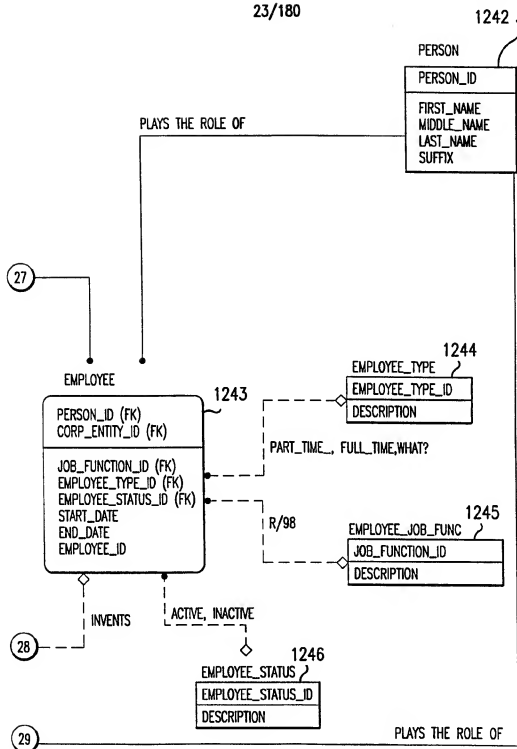 23/180
1242
PERSON
PERSON_ID
FIRST_NAME
MIDDLE_NAME
LAST_NAME
SUFFIX
PLAYS THE ROLE OF
27
EMPLOYEE
1243
PERSON_ID (FK)
CORP_ENTITY_ID (FK)
JOB_FUNCTION_ID (FK)
EMPLOYEE_TYPE_ID (FK)
EMPLOYEE_STATUS_ID (FK)
START_DATE
END_DATE
EMPLOYEE_ID
1244
EMPLOYEE_TYPE
EMPLOYEE_TYPE_ID
DESCRIPTION
PART_TIME_, FULL_TIME,WHAT?
R/98
1245
EMPLOYEE_JOB_FUNC
JOB_FUNCTION_ID
DESCRIPTION
INVENTS
ACTIVE, INACTIVE
28
1246
EMPLOYEE_STATUS
EMPLOYEE_STATUS_ID
DESCRIPTION
29
PLAYS THE ROLE OF